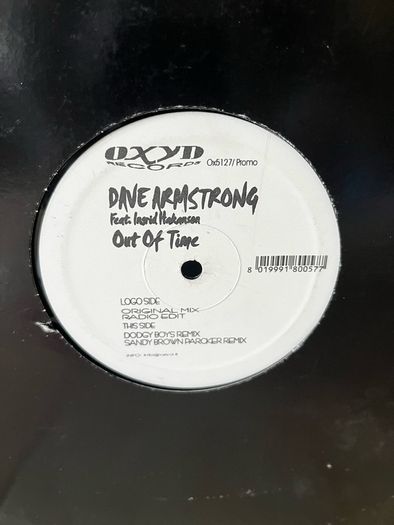 OXYD
RECORDS
Ox5127/ Promo
DAVE ARMSTRONG
Feat. Ingrid Hakanson
Out Of Time
8 019991 800577
LOGO SIDE
ORIGINAL MIX
RADIO EDIT
THIS SIDE
DODGY BOYS REMIX
SANDY BROWN PARCKER REMIX